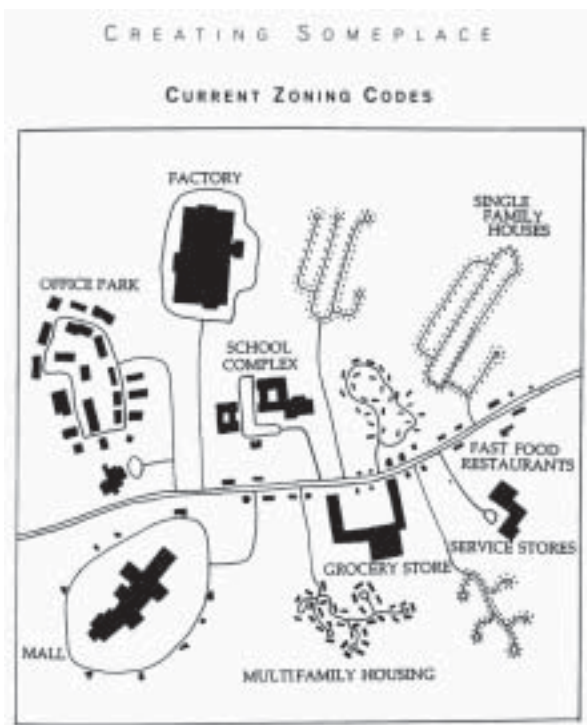 CREATING SOMEPLACE
CURRENT ZONING CODES
FACTORY
SINGLE
FAMILY
HOUSES
OFFICE PARK
SCHOOL
COMPLEX
FAST FOOD
RESTAURANTS
SERVICE STORES
GROCERY STORE
MALL
MULTIFAMILY HOUSING